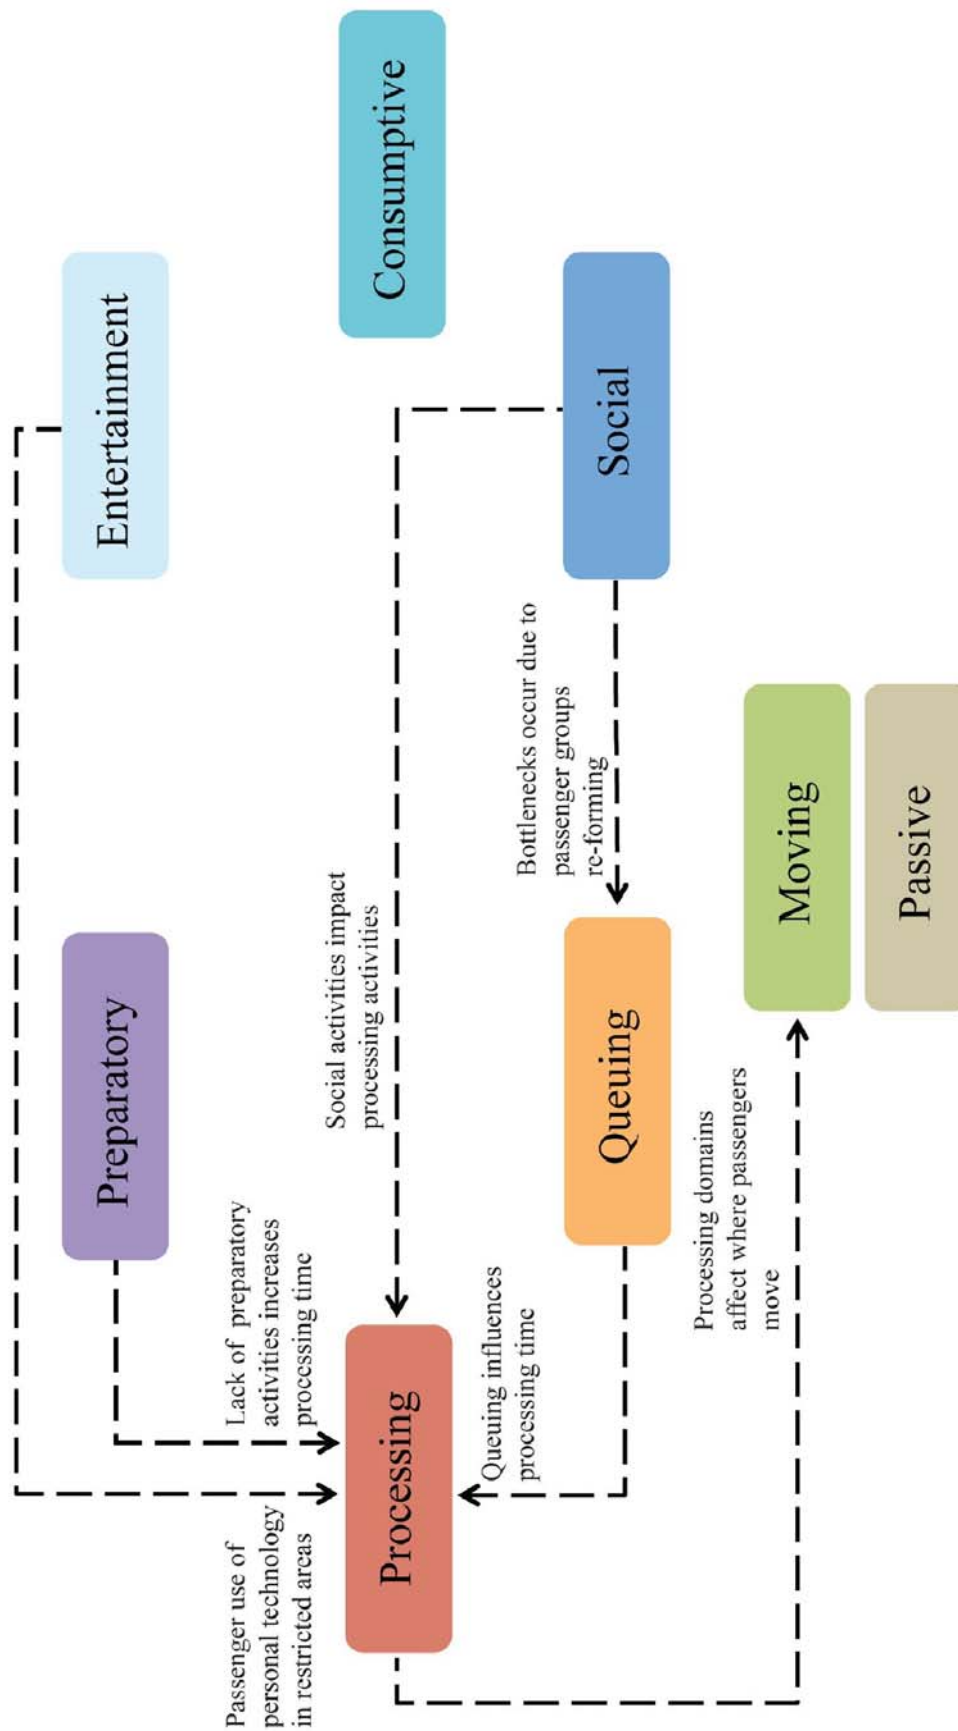 Passenger use of
personal technology
in restricted areas
Lack of preparatory
activities increases
processing time
Preparatory
Entertainment
Processing
Social activities impact
processing activities
Consumptive
Queuing influences
processing time
Queuing
Bottlenecks occur due to
passenger groups
re-forming
Social
Processing domains
affect where passengers
move
Moving
Passive